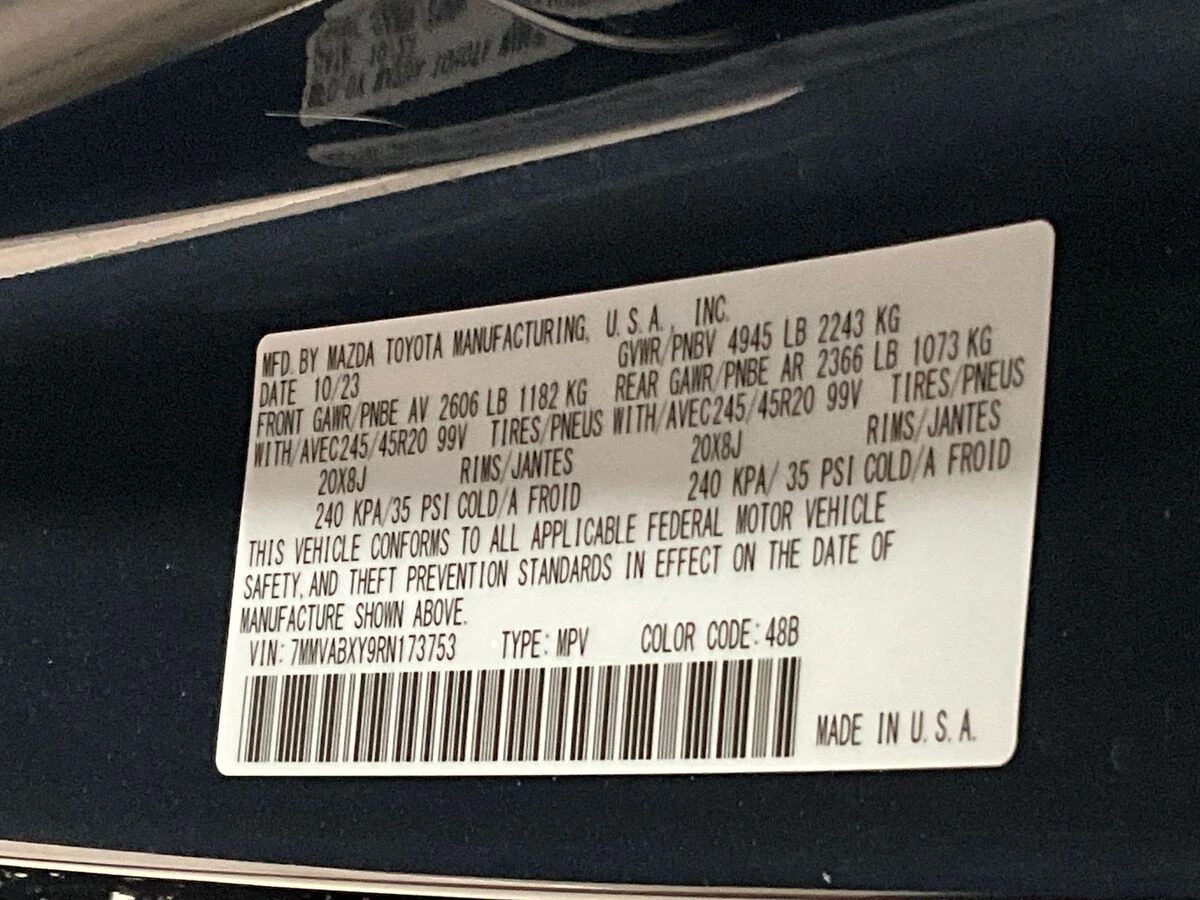 MFD. BY MAZDA TOYOTA MANUFACTURING, U.S.A., INC.
DATE 10/23 GVWR/PNBV 4945 LB 2243 KG
FRONT GAWR/PNBE AV 2606 LB 1182 KG REAR GAWR/PNBE AR 2366 LB 1073 KG
WITH/AVEC245/45R20 99V TIRES/PNEUS WITH/AVEC245/45R20 99V TIRES/PNEUS
20X8J RIMS/JANTES 20X8J RIMS/JANTES
240 KPA/35 PSI COLD/A FROID 240 KPA/ 35 PSI COLD/A FROID
THIS VEHICLE CONFORMS TO ALL APPLICABLE FEDERAL MOTOR VEHICLE
SAFETY, AND THEFT PREVENTION STANDARDS IN EFFECT ON THE DATE OF
MANUFACTURE SHOWN ABOVE.
VIN: 7MMVABXY9RN173753 TYPE: MPV COLOR CODE: 48B
MADE IN U.S.A.